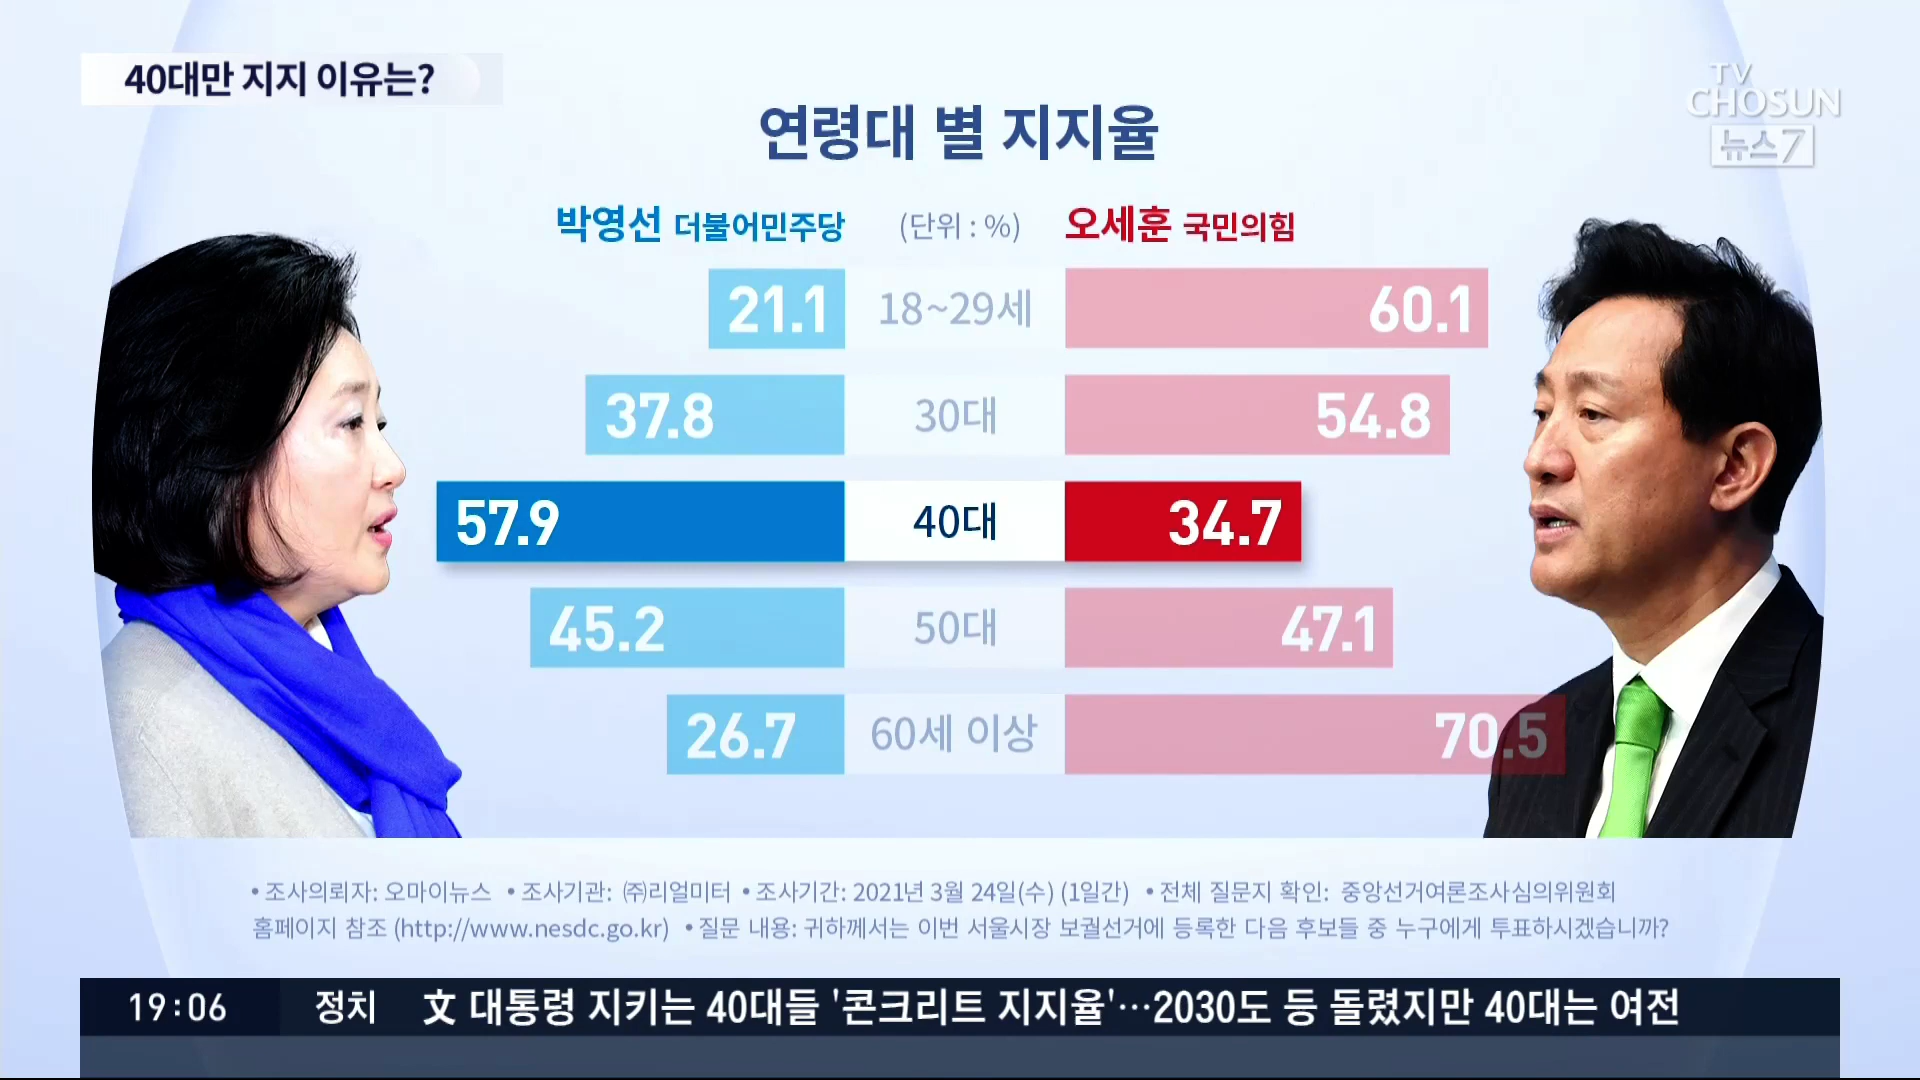 40대만 지지 이유는?
TV
CHOSUN
뉴스7
연령대 별 지지율
박영선 더불어민주당 (단위 : %) 오세훈 국민의힘
21.1 18~29세 60.1
37.8 30대 54.8
57.9 40대 34.7
45.2 50대 47.1
26.7 60세 이상 70.5
•조사의뢰자: 오마이뉴스 •조사기관: ㈜리얼미터 •조사기간: 2021년 3월 24일(수) (1일간) •전체 질문지 확인: 중앙선거여론조사심의위원회
홈페이지 참조 (http://www.nesdc.go.kr) •질문 내용: 귀하께서는 이번 서울시장 보궐선거에 등록한 다음 후보들 중 누구에게 투표하시겠습니까?
19:06 정치 文 대통령 지키는 40대들 '콘크리트 지지율'…2030도 등 돌렸지만 40대는 여전